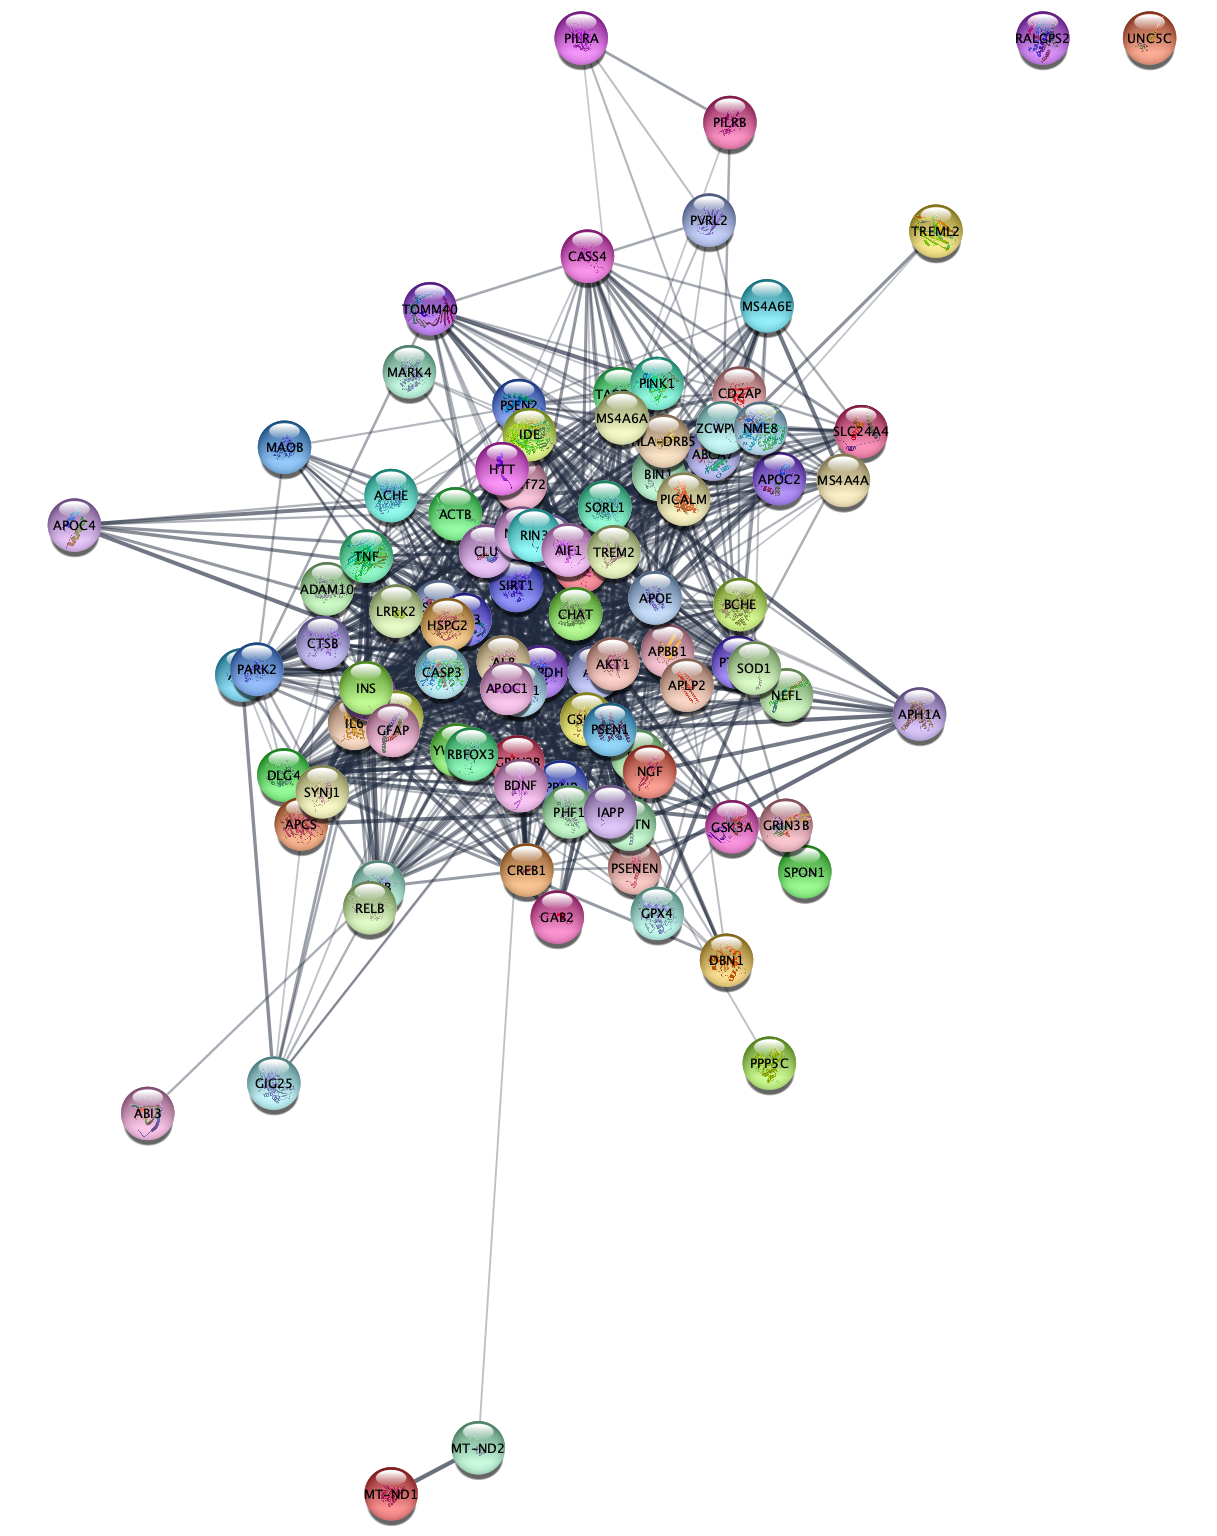 PILRA
RALGPS2
UNC5C
PILRB
PVRL2
TREML2
CASS4
MS4A6E
TOMM40
MARK4
PINK1
CD2AP
PSEN2
MS4A6A
ZCWPW
NME8
SLC24A4
IDE
HLA-DRB5
MAOB
HTT
BIN1
APOC2
MS4A4A
ACHE
PICALM
SORL1
ACTB
APOC4
RIN3
CLU
AIF1
TREM2
TNF
SIRT1
ADAM10
APOE
BCHE
LRRK2
CHAT
HSPG2
CTSB
APBB1
PARK2
CASP3
AKT1
SOD1
APLP2
INS
APOC1
NEFL
APH1A
IL6
GFAP
PSEN1
RBFOX3
NGF
DLG4
SYNJ1
BDNF
PHF1
IAPP
APCS
GSK3A
GRIN3B
CREB1
PSENEN
SPON1
RELB
GAB2
GPX4
DBN1
PPP5C
GIG25
ABI3
MT-ND2
MT-ND1